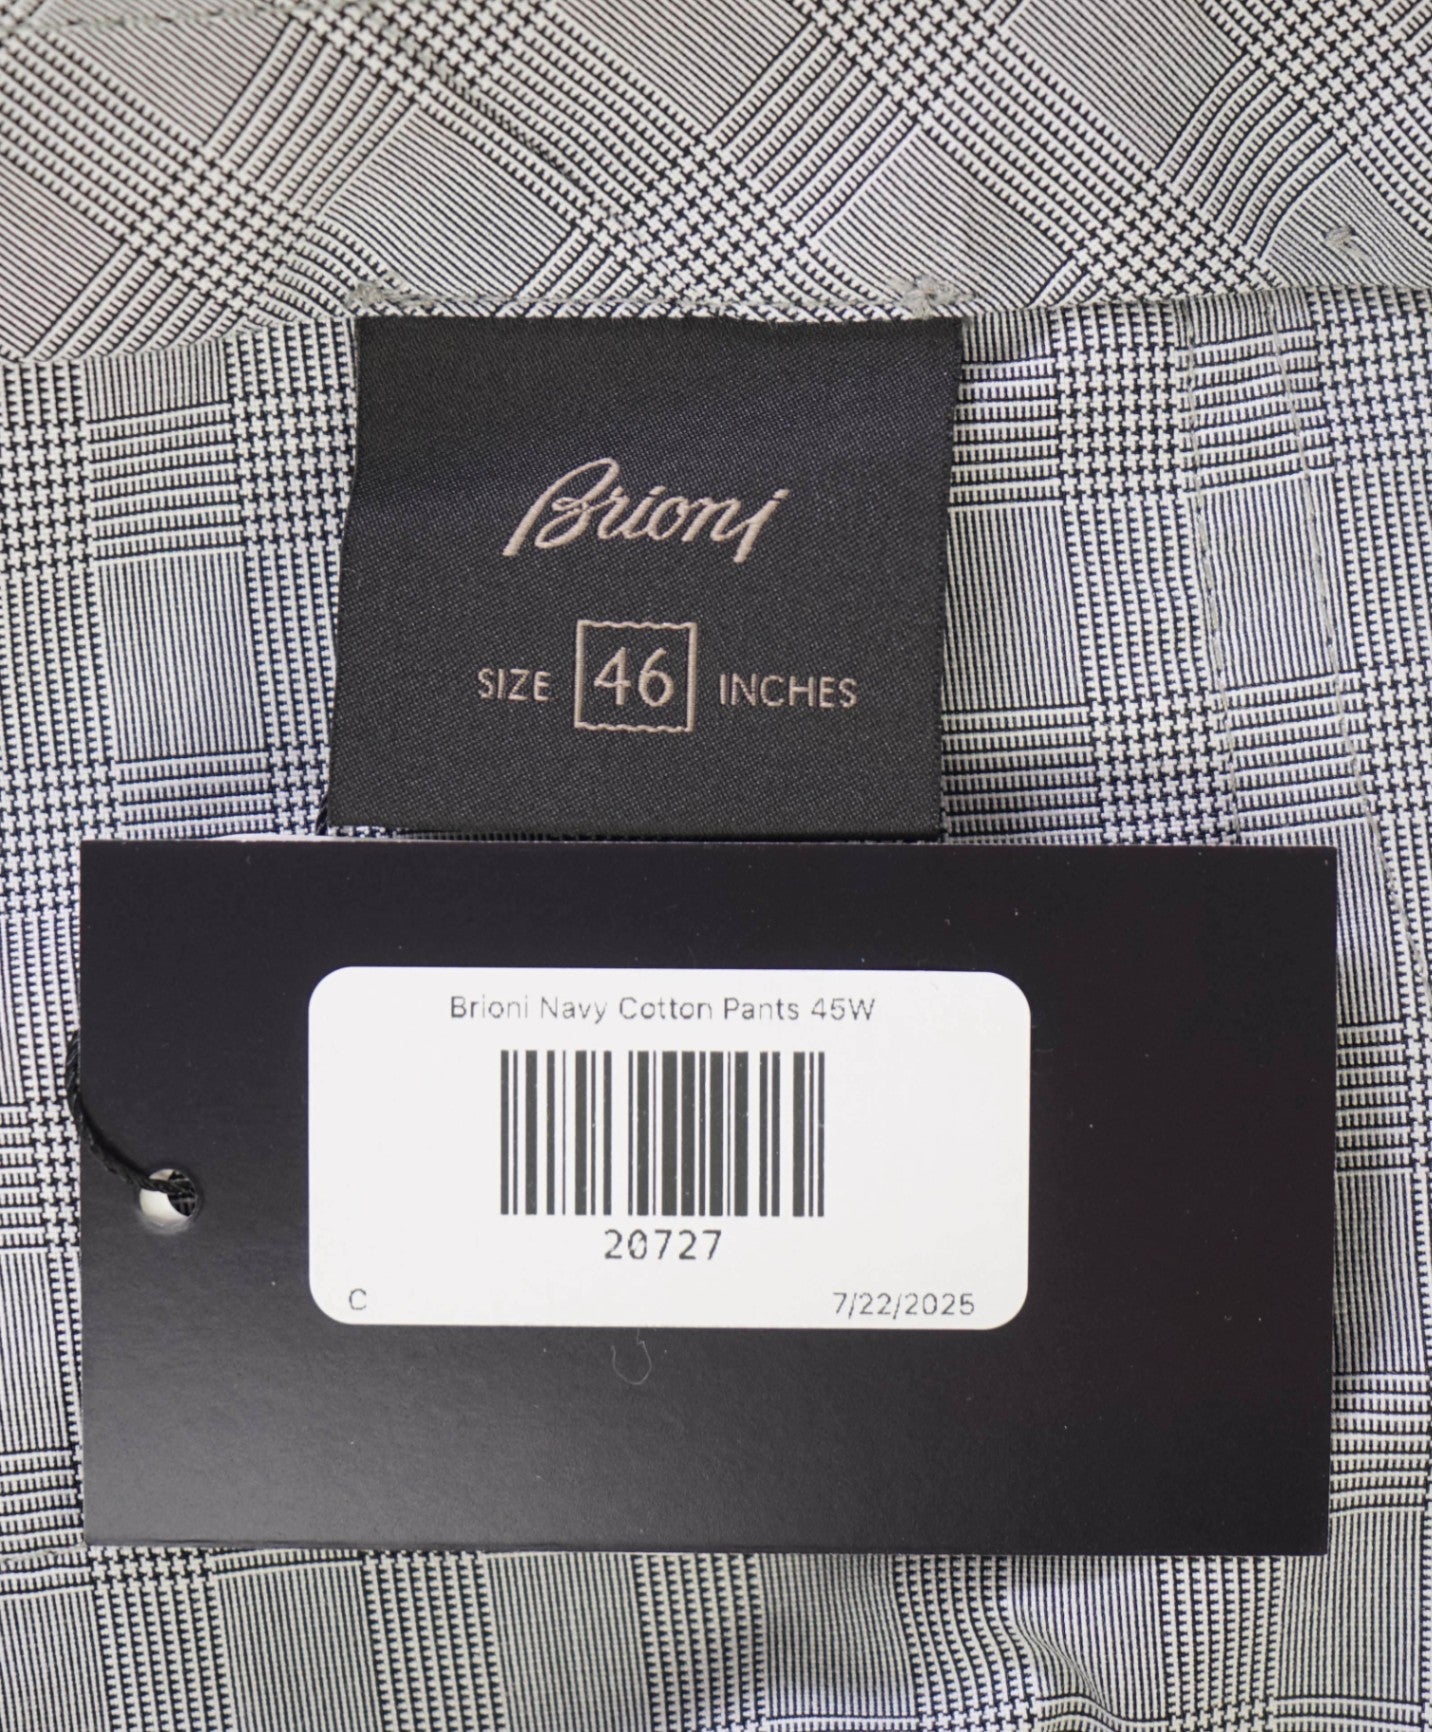 Brioni
SIZE 46 INCHES
Brioni Navy Cotton Pants 45W
20727
C 7/22/2025